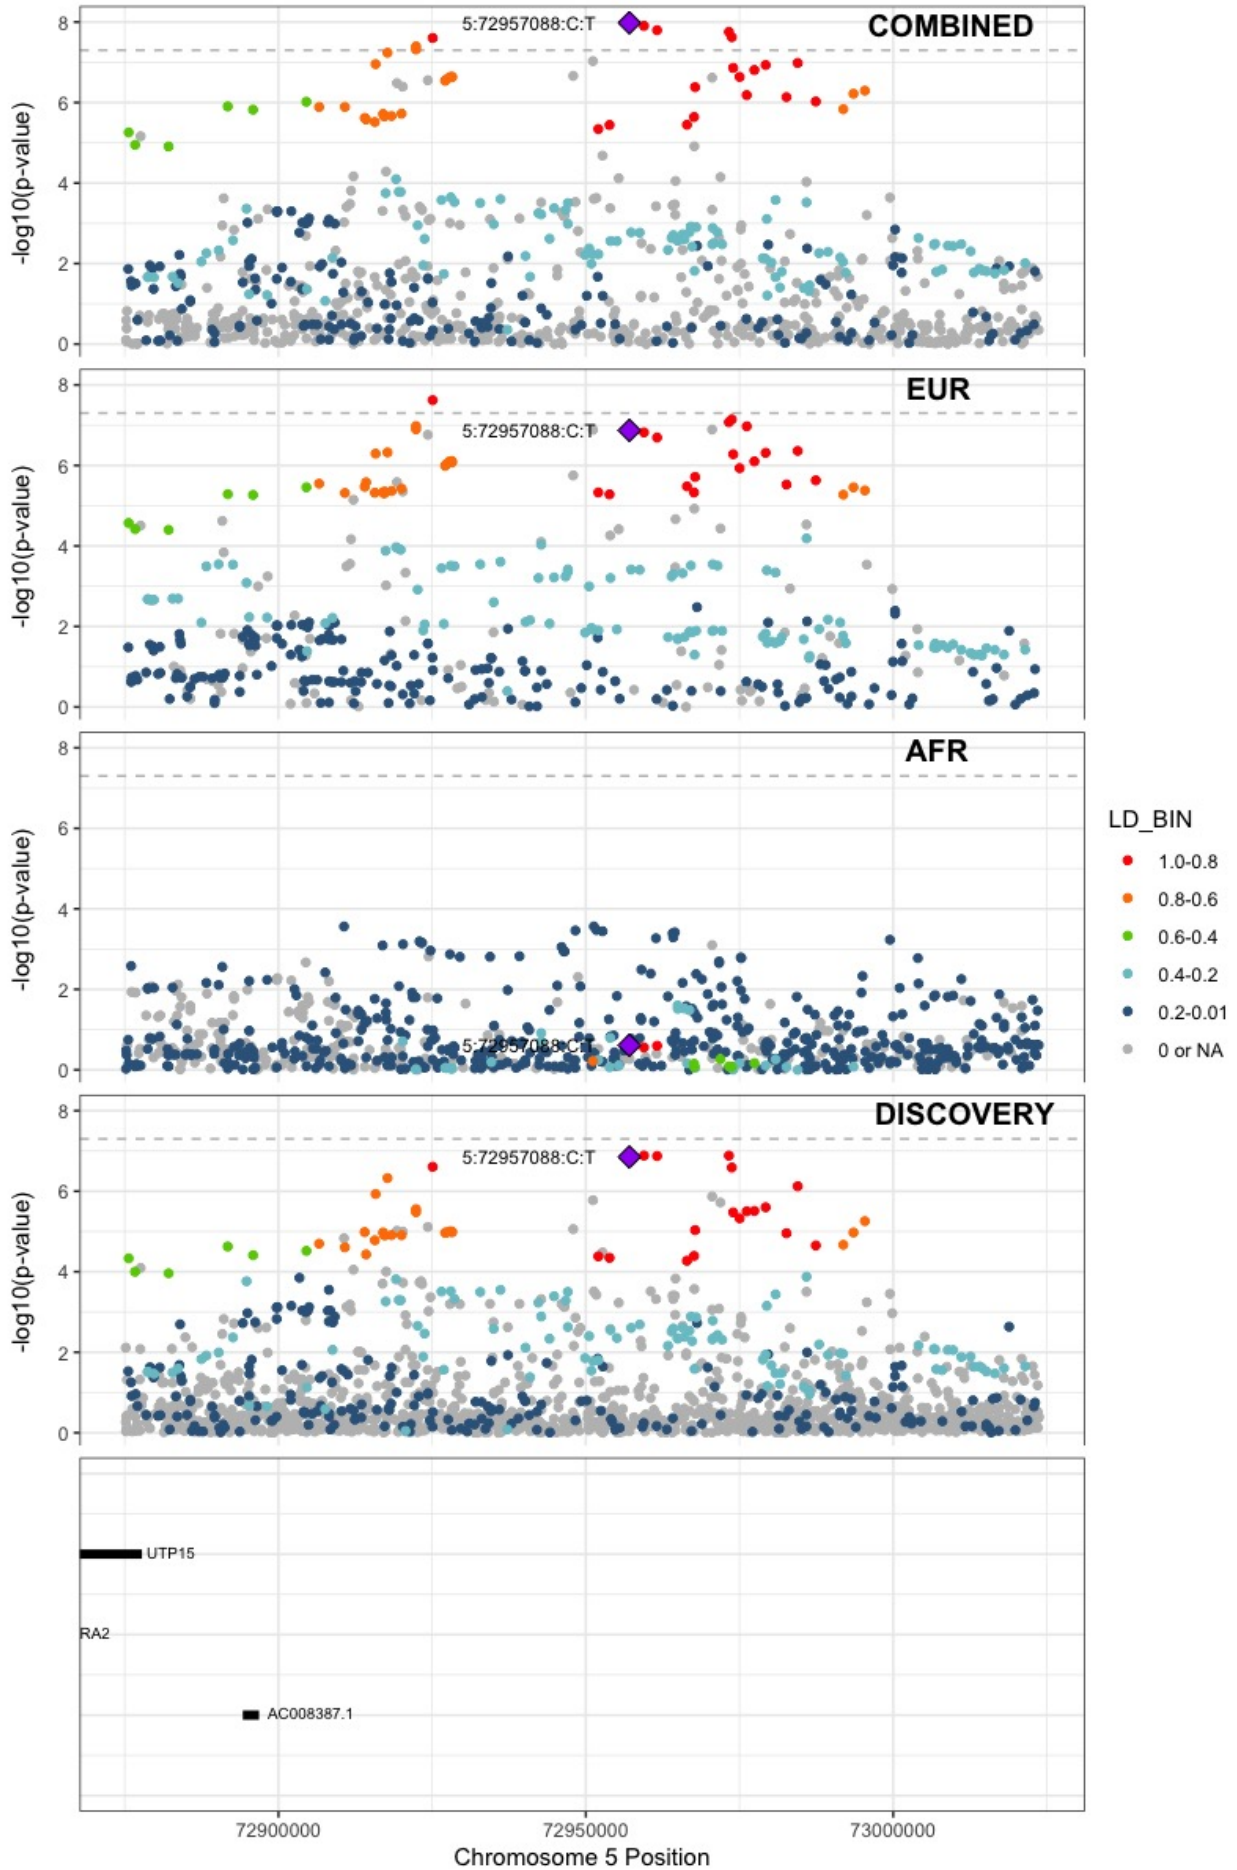 COMBINED
5:72957088:C:T
-log10(p-value)
8
6
4
2
0
EUR
5:72957088:C:T
-log10(p-value)
8
6
4
2
0
AFR
5:72957088:C:T
-log10(p-value)
8
6
4
2
0
LD_BIN
1.0-0.8
0.8-0.6
0.6-0.4
0.4-0.2
0.2-0.01
0 or NA
DISCOVERY
5:72957088:C:T
-log10(p-value)
8
6
4
2
0
UTP15
RA2
AC008387.1
72900000 72950000 73000000
Chromosome 5 Position